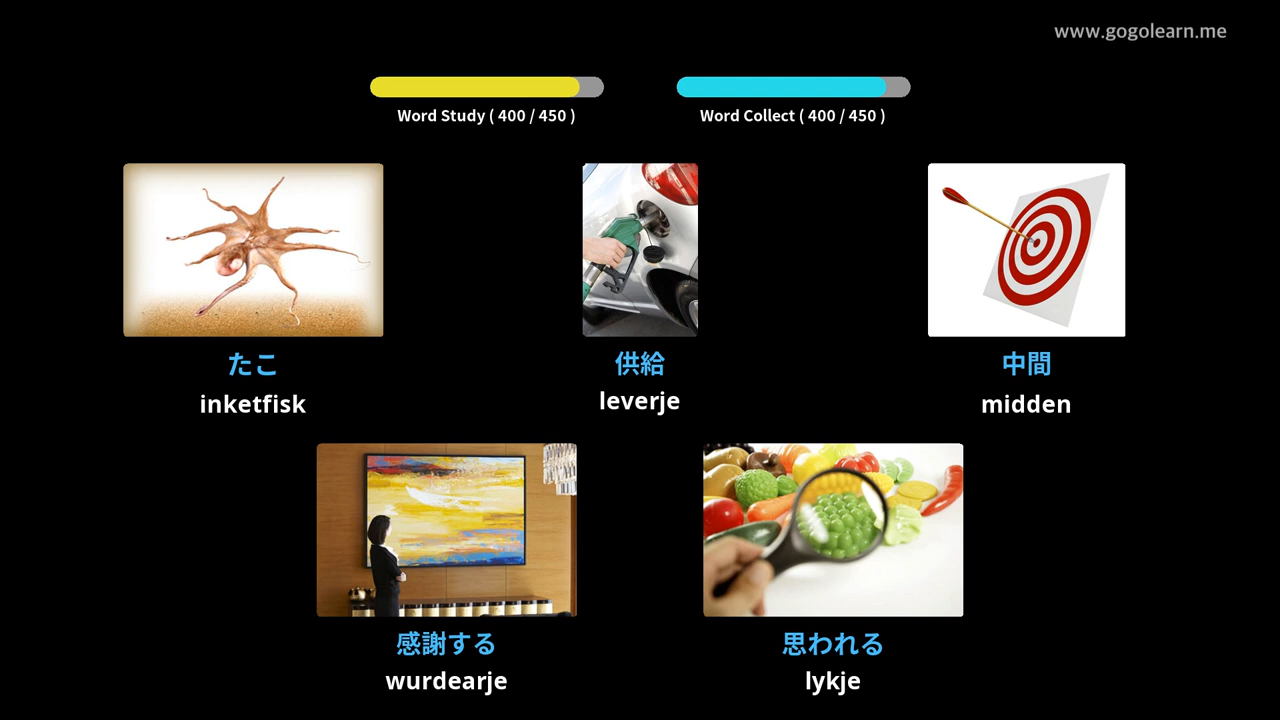 www.gogolearn.me
Word Study ( 400 / 450 )
Word Collect ( 400 / 450 )
たこ
inketfisk
供給
leverje
中間
midden
感謝する
wurdearje
思われる
lykje